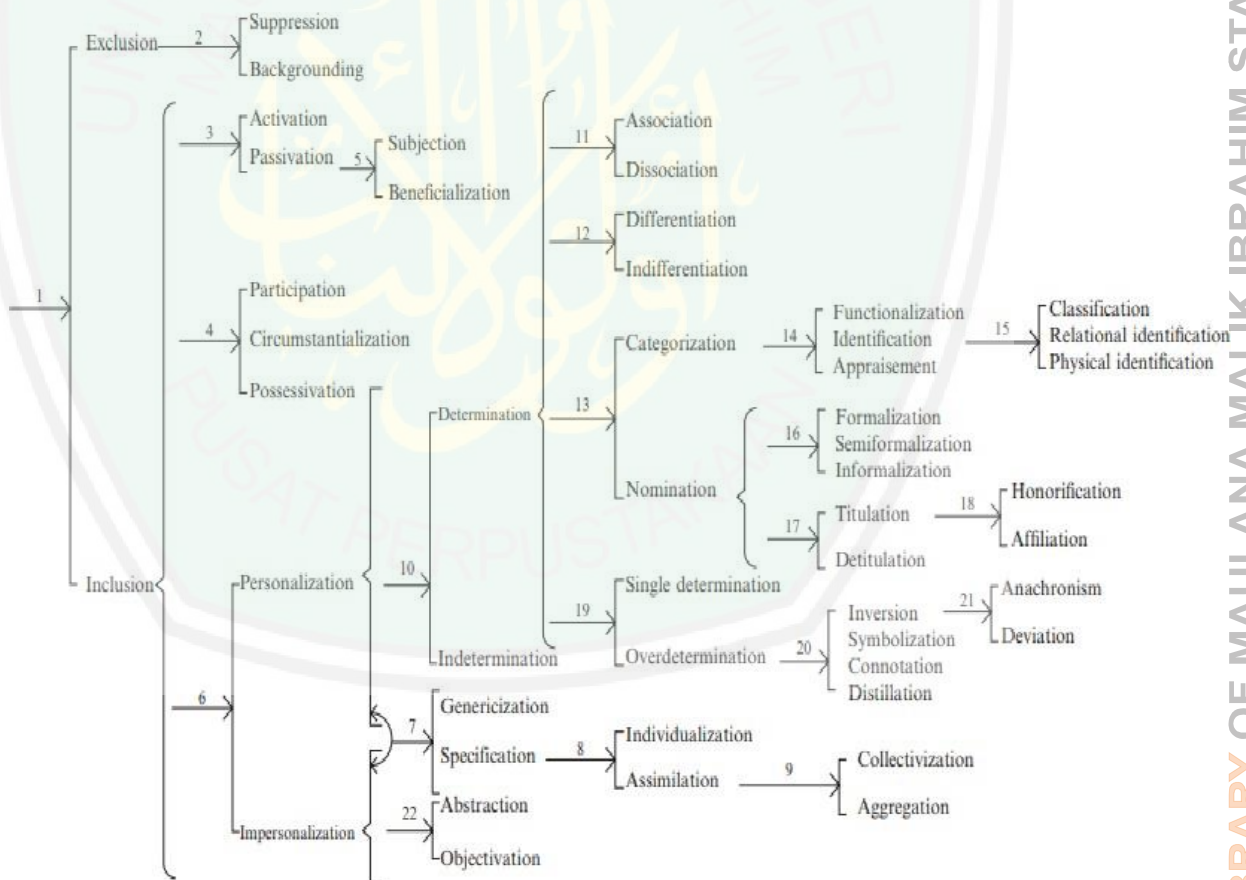 Exclusion
2
Suppression
Backgrounding
3
Activation
Passivation
5
Subjection
Beneficialization
1
4
Participation
Circumstantialization
Possessivation
Inclusion
6
Personalization
10
Determination
Indetermination
11
Association
Dissociation
12
Differentiation
Indifferentiation
13
Categorization
14
Functionalization
Identification
Appraisement
15
Classification
Relational identification
Physical identification
Nomination
16
Formalization
Semiformalization
Informalization
17
Titulation
Detitulation
18
Honorification
Affiliation
19
Single determination
Overdetermination
20
Inversion
Symbolization
Connotation
Distillation
21
Anachronism
Deviation
7
Genericization
Specification
8
Individualization
Assimilation
9
Collectivization
Aggregation
Impersonalization
22
Abstraction
Objectivation
PUSAT PERPUSTAKAAN
OF MAULANA MALIK IBRAHIM STA